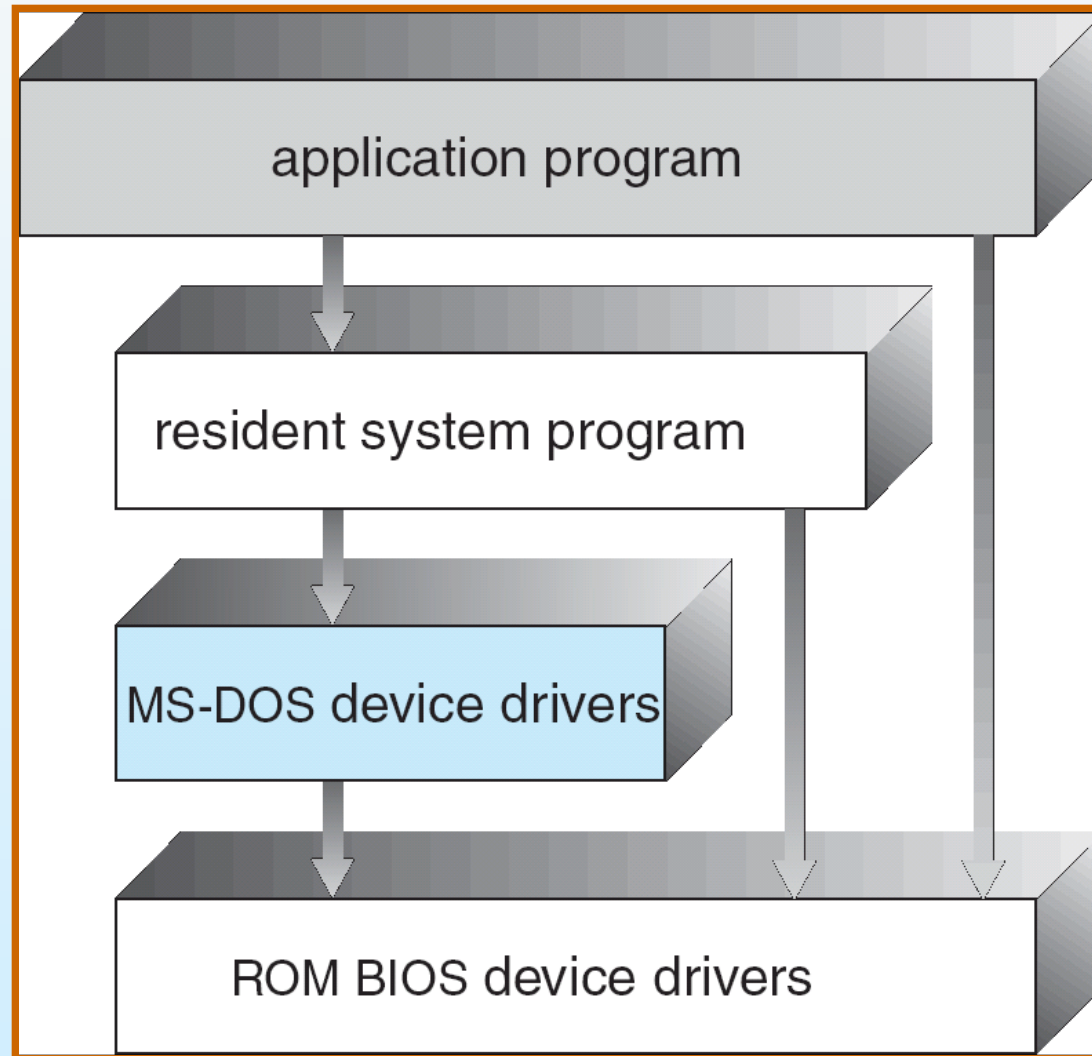 application program
resident system program
MS-DOS device drivers
ROM BIOS device drivers